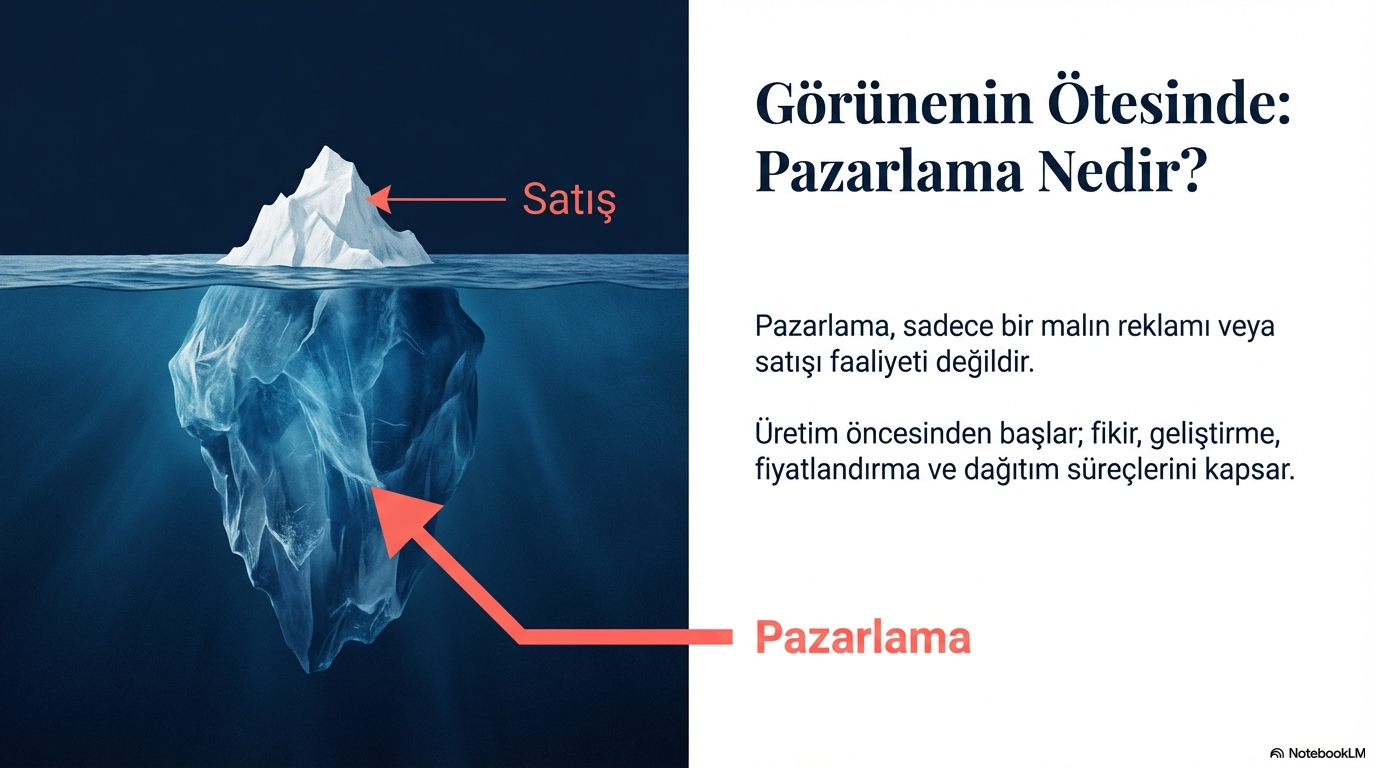 Görünenin Ötesinde:
Pazarlama Nedir?
Satış
Pazarlama, sadece bir malın reklamı veya
satışı faaliyeti değildir.
Üretim öncesinden başlar; fikir, geliştirme,
fiyatlandırma ve dağıtım süreçlerini kapsar.
Pazarlama
NotebookLM